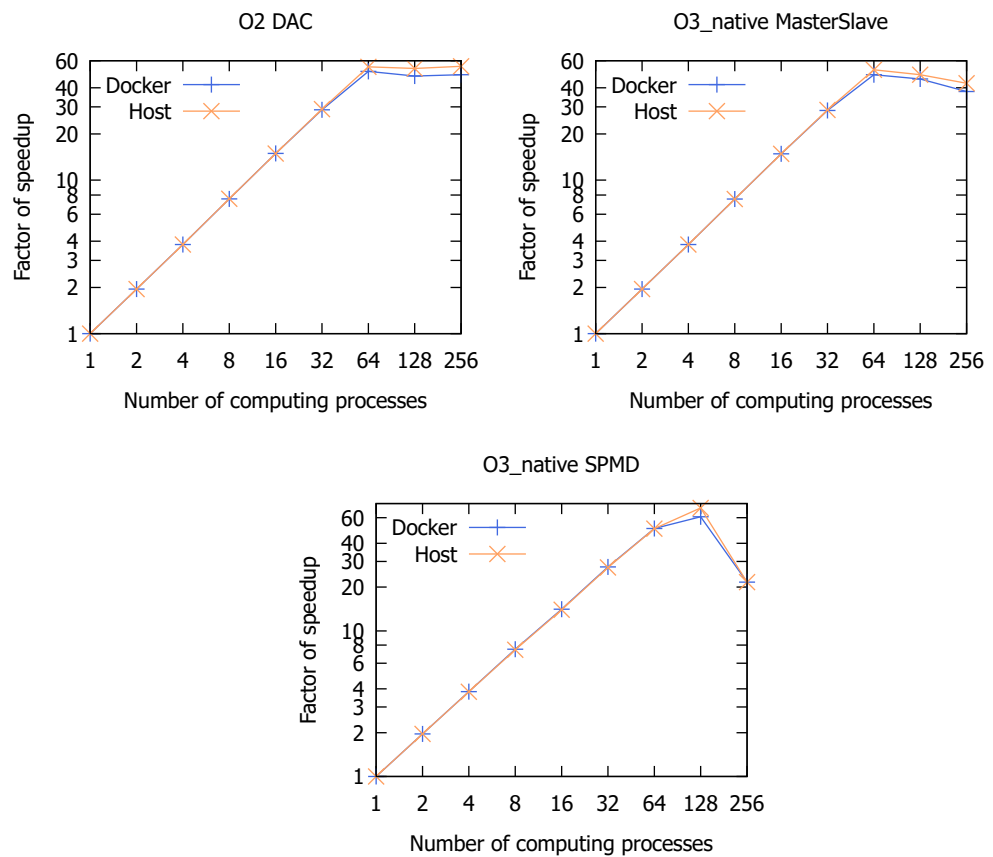 O2 DAC
60
40
30
20
10
8
6
4
3
2
1
Factor of speedup
Docker
Host
1 2 4 8 16 32 64 128 256
Number of computing processes
O3_native MasterSlave
60
40
30
20
10
8
6
4
3
2
1
Factor of speedup
Docker
Host
1 2 4 8 16 32 64 128 256
Number of computing processes
O3_native SPMD
60
40
30
20
10
8
6
4
3
2
1
Factor of speedup
Docker
Host
1 2 4 8 16 32 64 128 256
Number of computing processes